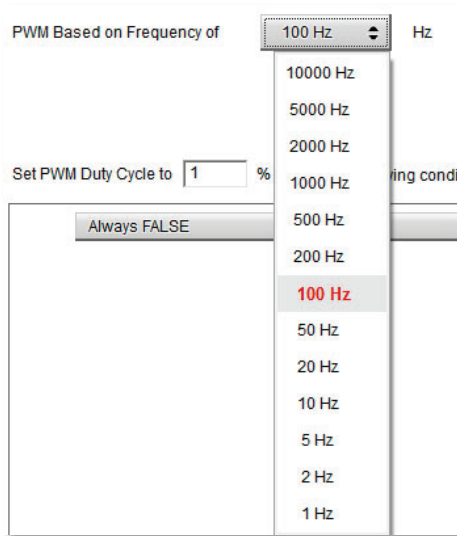 PWM Based on Frequency of 100 Hz Hz
10000 Hz
5000 Hz
2000 Hz
Set PWM Duty Cycle to 1 % ving condi
1000 Hz
500 Hz
Always FALSE
200 Hz
100 Hz
50 Hz
20 Hz
10 Hz
5 Hz
2 Hz
1 Hz